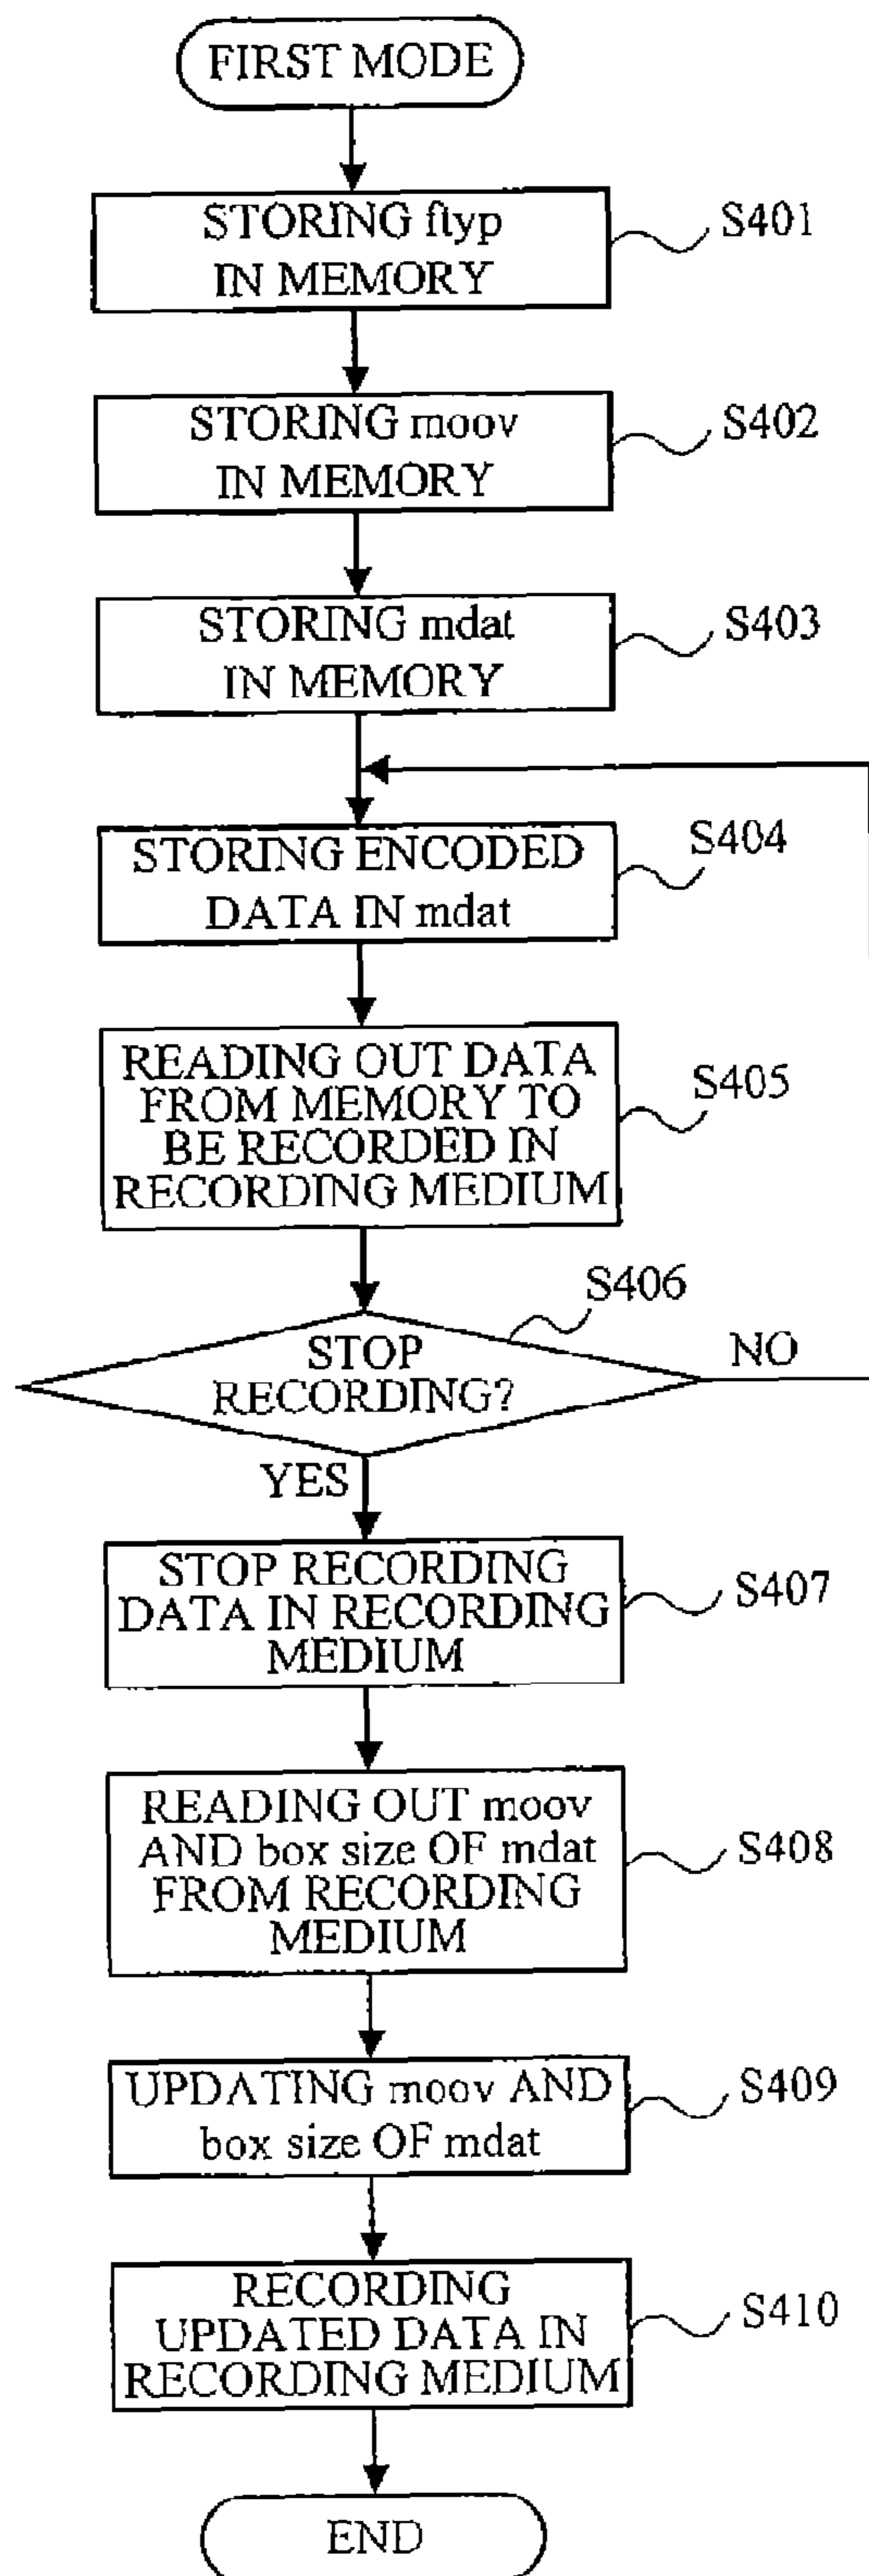 FIRST MODE
STORING ftyp
IN MEMORY
S401
STORING moov
IN MEMORY
S402
STORING mdat
IN MEMORY
S403
STORING ENCODED
DATA IN mdat
S404
READING OUT DATA
FROM MEMORY TO
BE RECORDED IN
RECORDING MEDIUM
S405
S406
STOP
RECORDING?
NO
YES
STOP RECORDING
DATA IN RECORDING
MEDIUM
S407
READING OUT moov
AND box size OF mdat
FROM RECORDING
MEDIUM
S408
UPDATING moov AND
box size OF mdat
S409
RECORDING
UPDATED DATA IN
RECORDING MEDIUM
S410
END